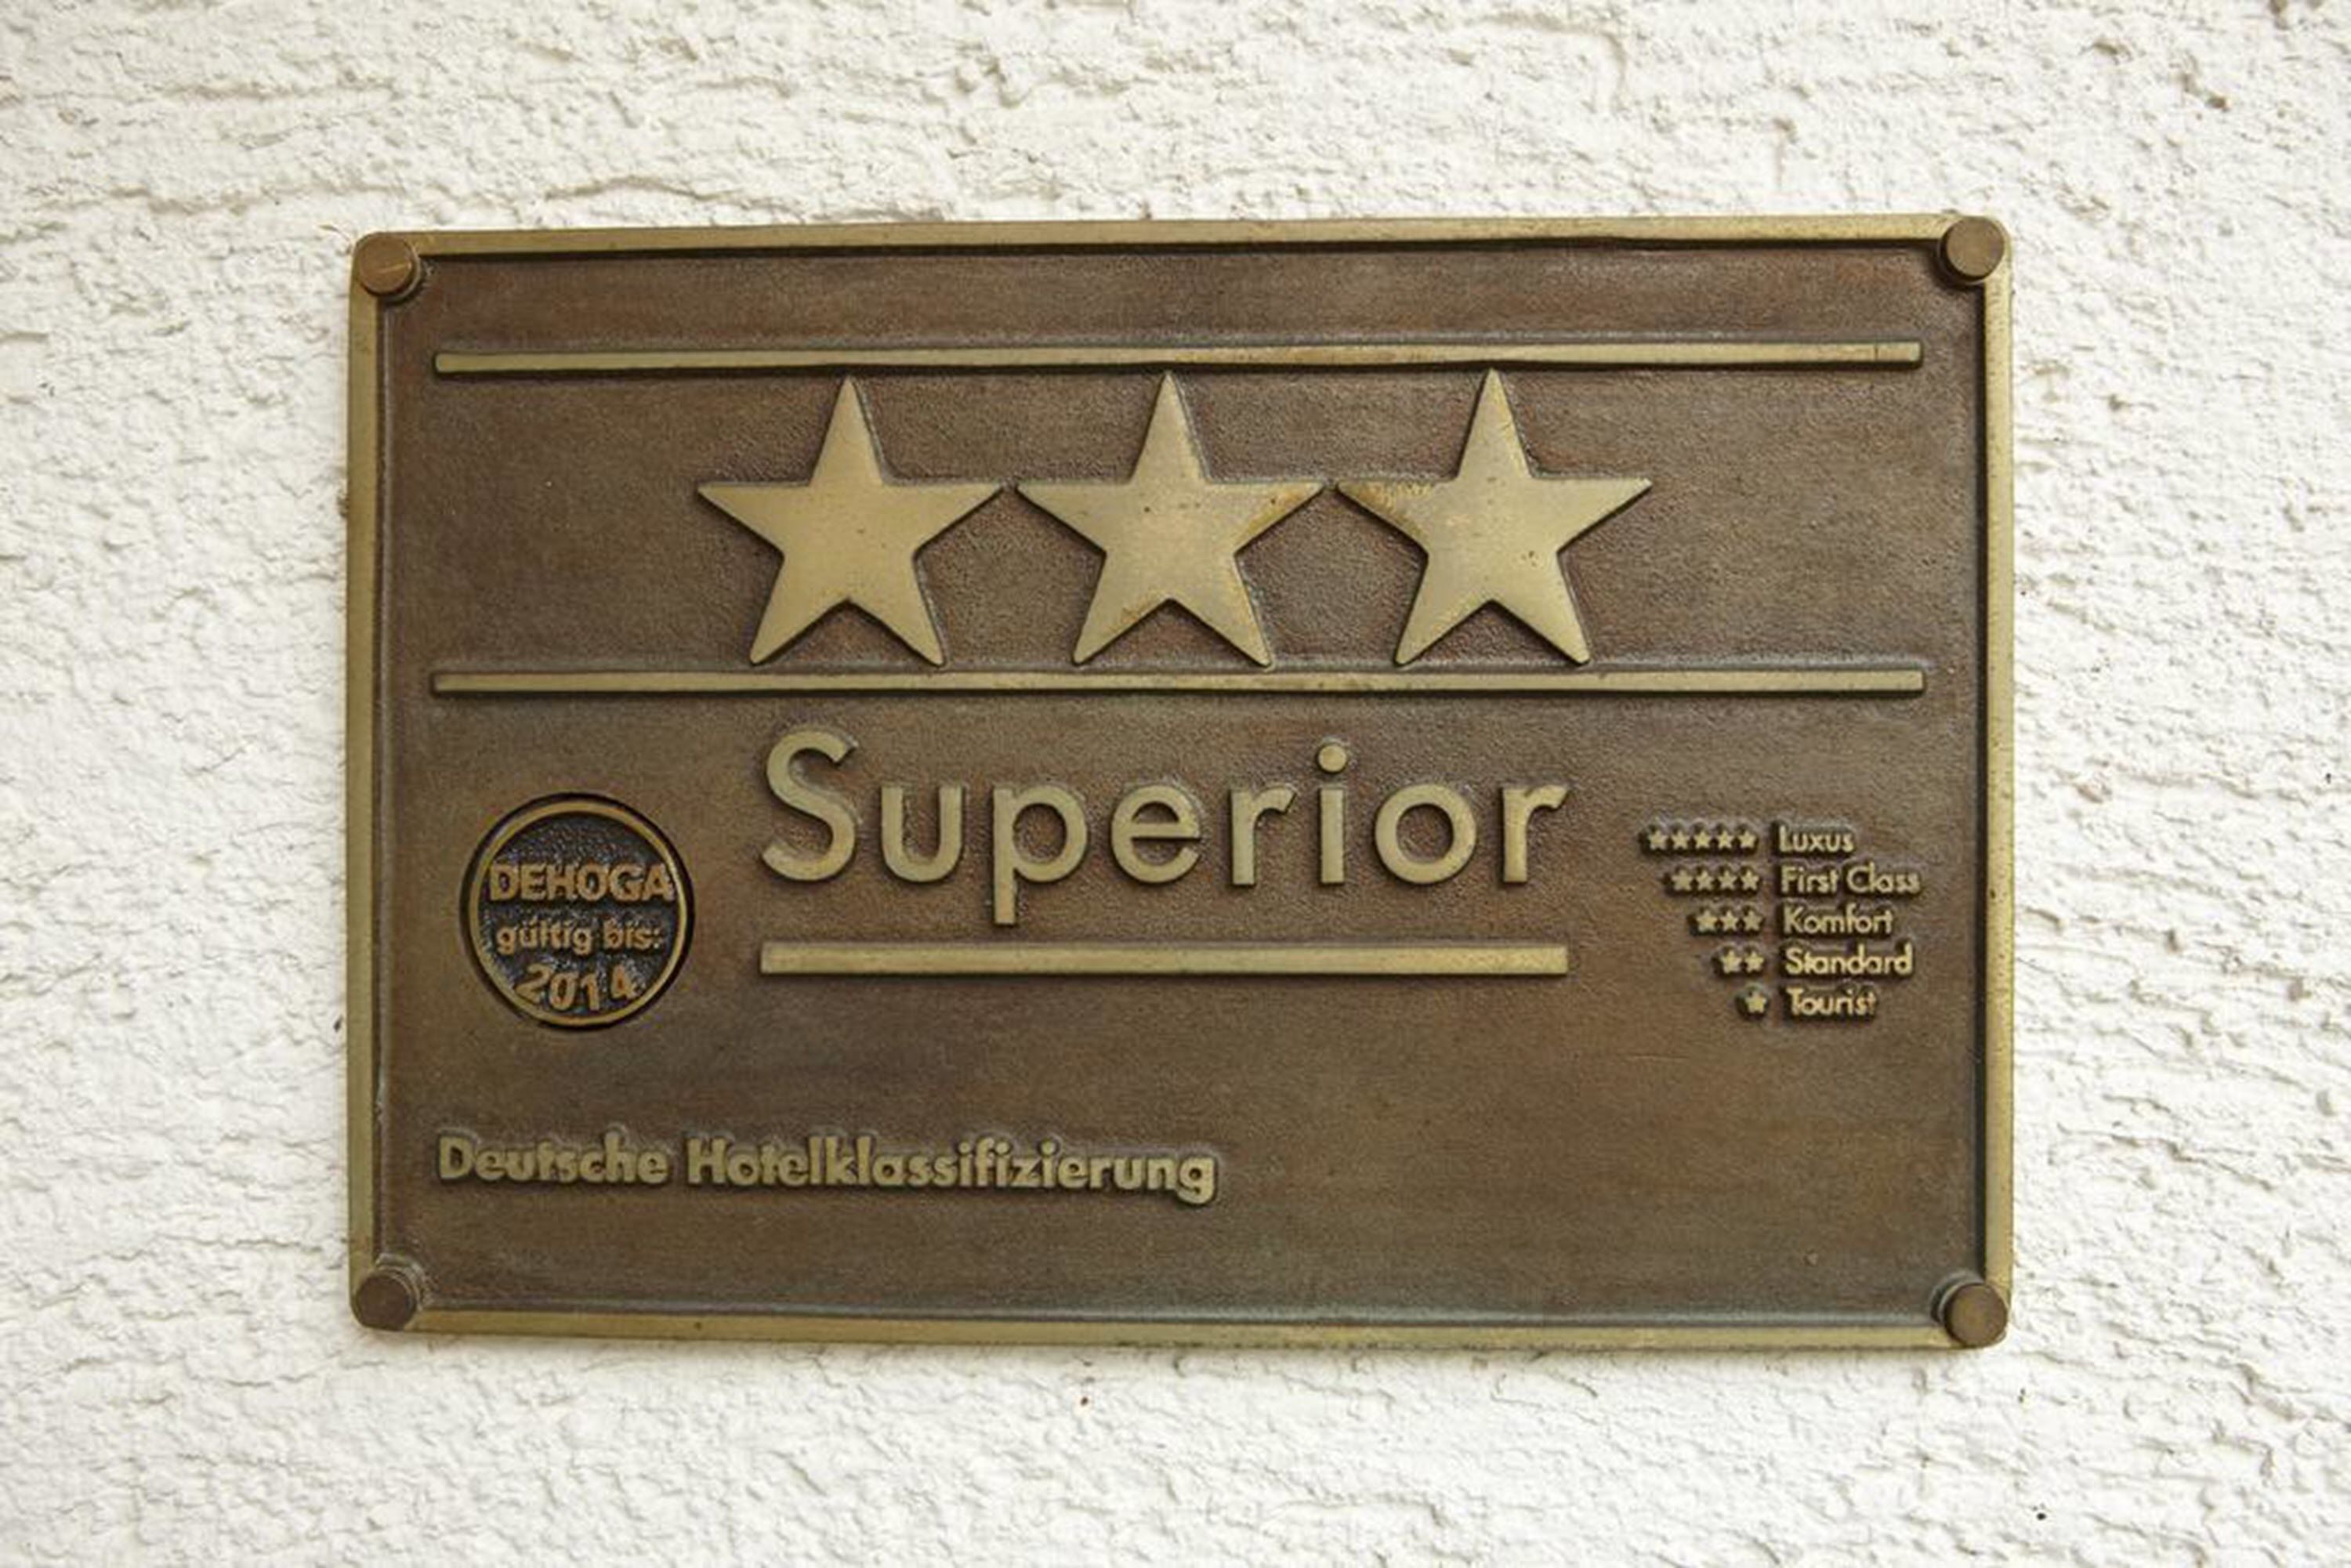 Superior
DEHOGA
gültig bis:
2014
★★★★★ Luxus
★★★★ First Class
★★★ Komfort
★★ Standard
★ Tourist
Deutsche Hotelklassifizierung